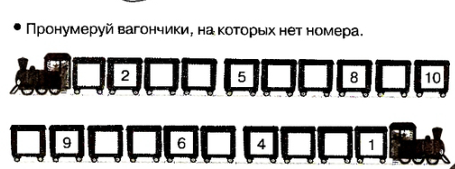 • Пронумеруй вагончики, на которых нет номера.
2 5 8 10
9 6 4 1